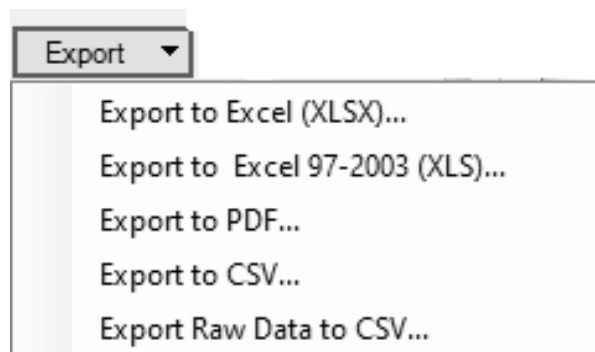 Export
Export to Excel (XLSX)...
Export to  Excel 97-2003 (XLS)...
Export to PDF...
Export to CSV...
Export Raw Data to CSV...